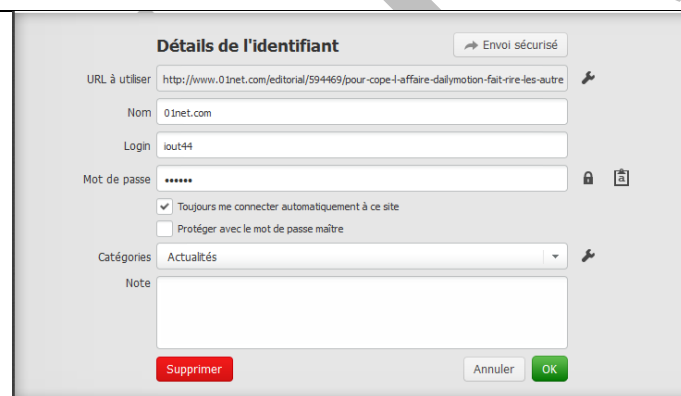 Détails de l'identifiant
Envoi sécurisé
URL à utiliser http://www.01net.com/editorial/594469/pour-cope-l-affaire-dailymotion-fait-rire-les-autre
Nom 01net.com
Login iout44
Mot de passe ••••••
Toujours me connecter automatiquement à ce site
Protéger avec le mot de passe maître
Catégories Actualités
Note
Supprimer Annuler OK